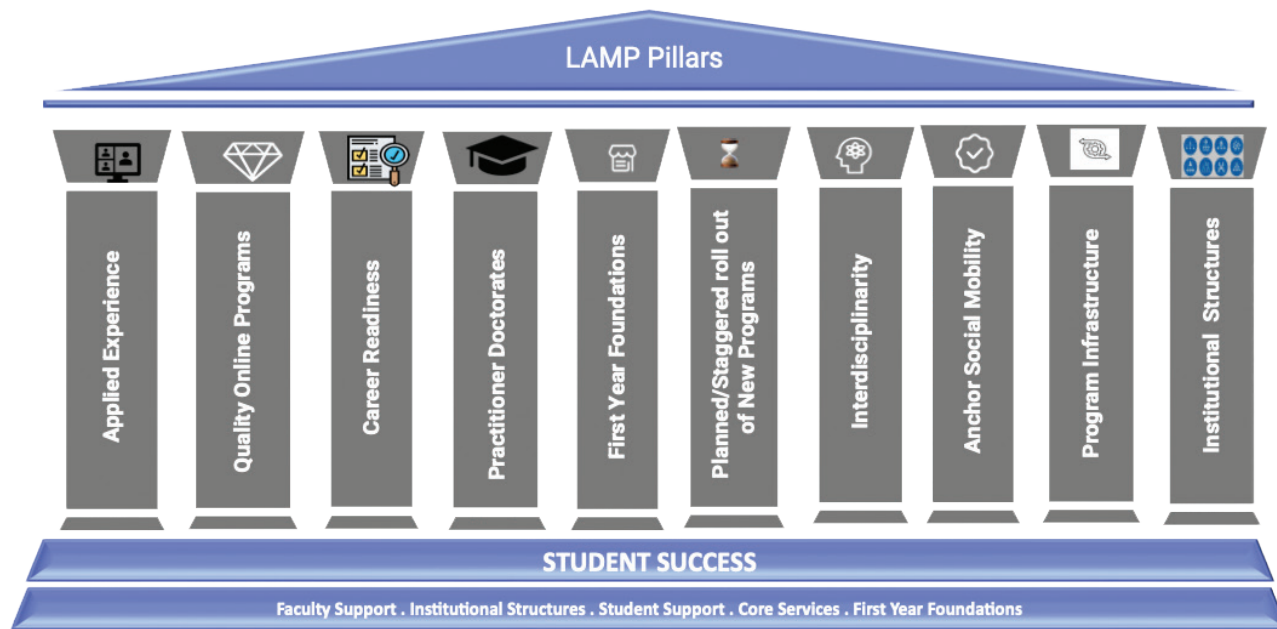 LAMP Pillars
Applied Experience
Quality Online Programs
Career Readiness
Practitioner Doctorates
First Year Foundations
Planned/Staggered roll out
of New Programs
Interdisciplinarity
Anchor Social Mobility
Program Infrastructure
Institutional Structures
STUDENT SUCCESS
Faculty Support . Institutional Structures . Student Support . Core Services . First Year Foundations